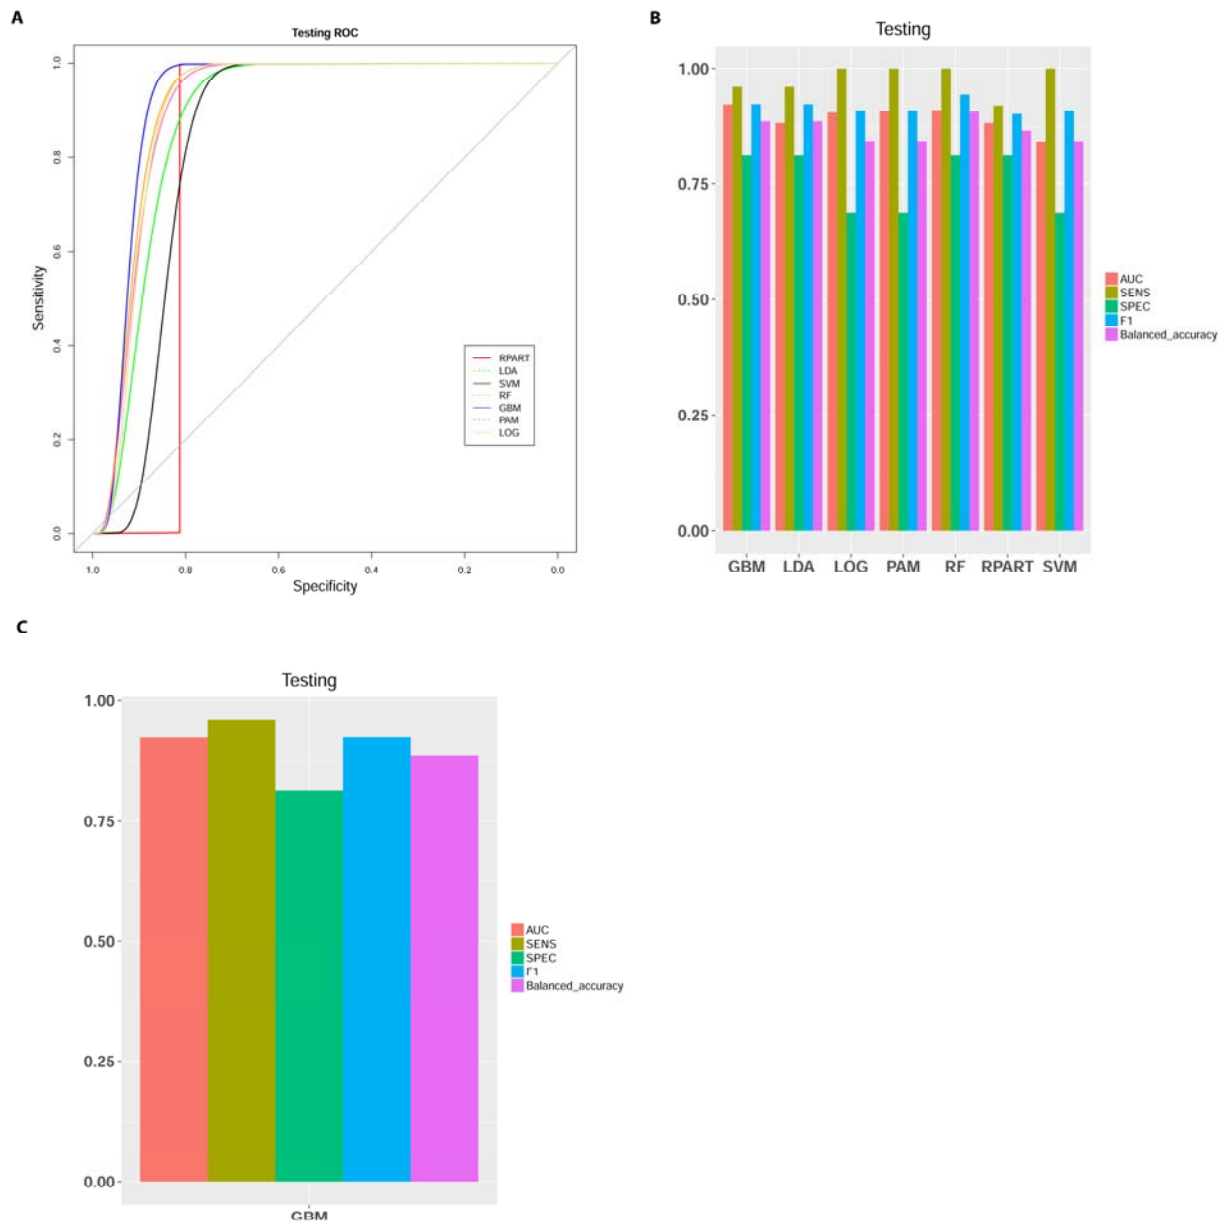 A
Testing ROC
1.0
0.8
0.6
0.4
0.2
0.0
Sensitivity
RPART
LDA
SVM
RF
GBM
PAM
LOG
1.0 0.8 0.6 0.4 0.2 0.0
Specificity
B
Testing
1.00
0.75
0.50
0.25
0.00
GBM LDA LOG PAM RF RPART SVM
AUC
SENS
SPEC
F1
Balanced_accuracy
C
Testing
1.00
0.75
0.50
0.25
0.00
GBM
AUC
SENS
SPEC
F1
Balanced_accuracy